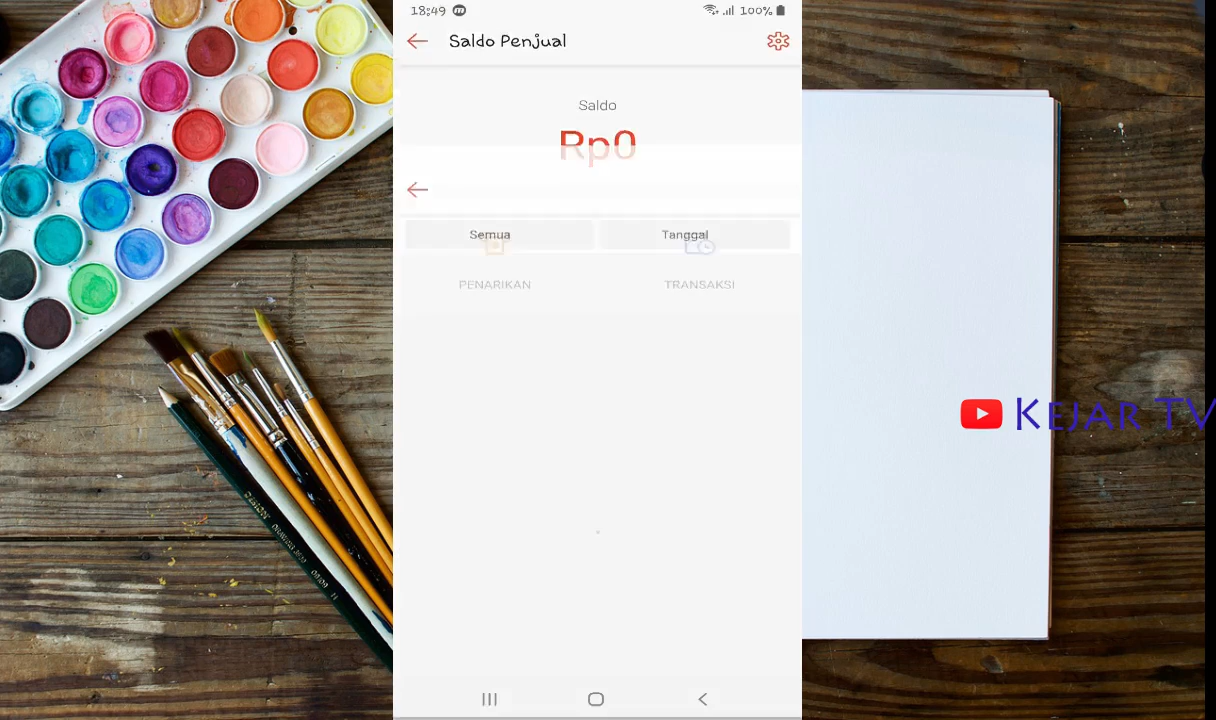 18:49
100%
Saldo Penjual
Saldo
Rp0
Semua
Tanggal
PENARIKAN
TRANSAKSI
KEJAR TV